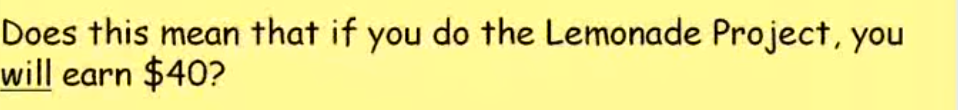 Does this mean that if you do the Lemonade Project, you
will earn $40?